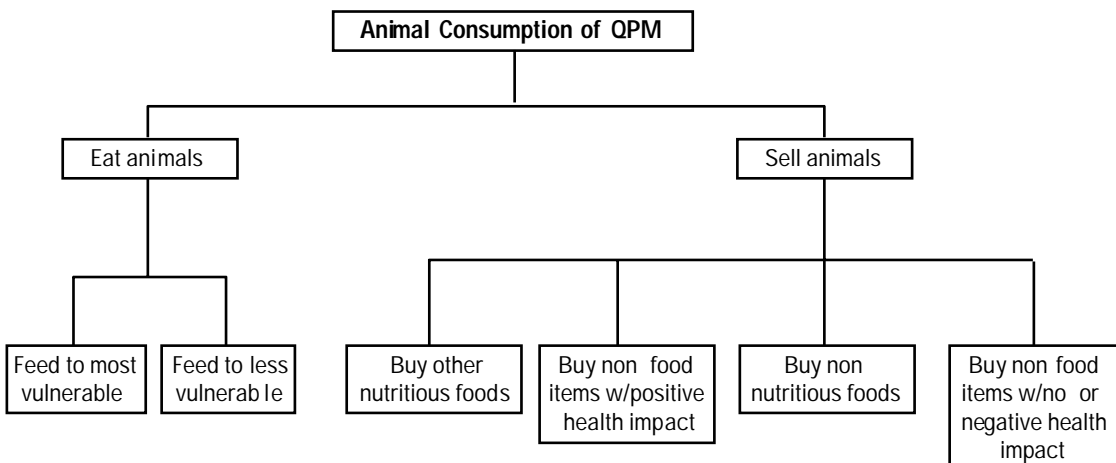 Animal Consumption of QPM
Eat animals
Sell animals
Feed to most
vulnerable
Feed to less
vulnerable
Buy other
nutritious foods
Buy non food
items w/positive
health impact
Buy non
nutritious foods
Buy non food
items w/no or
negative health
impact